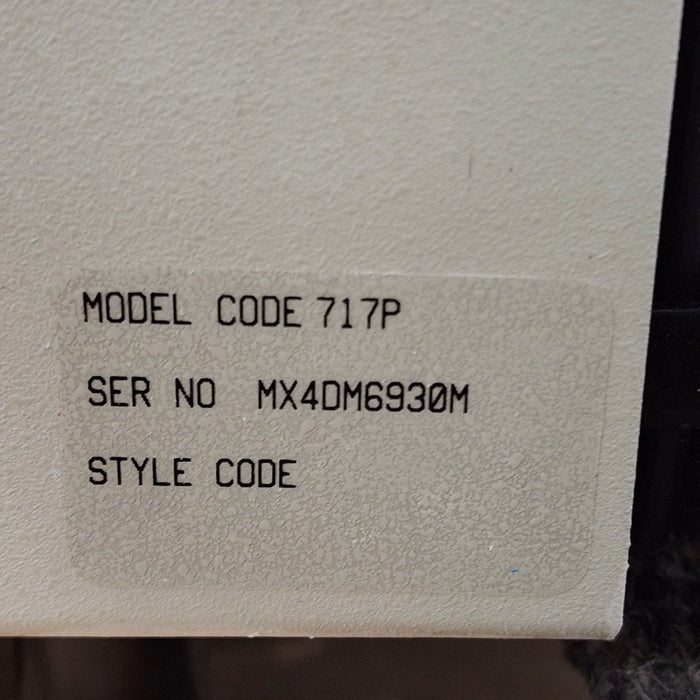 MODEL CODE 717P
SER NO MX4DM6930M
STYLE CODE